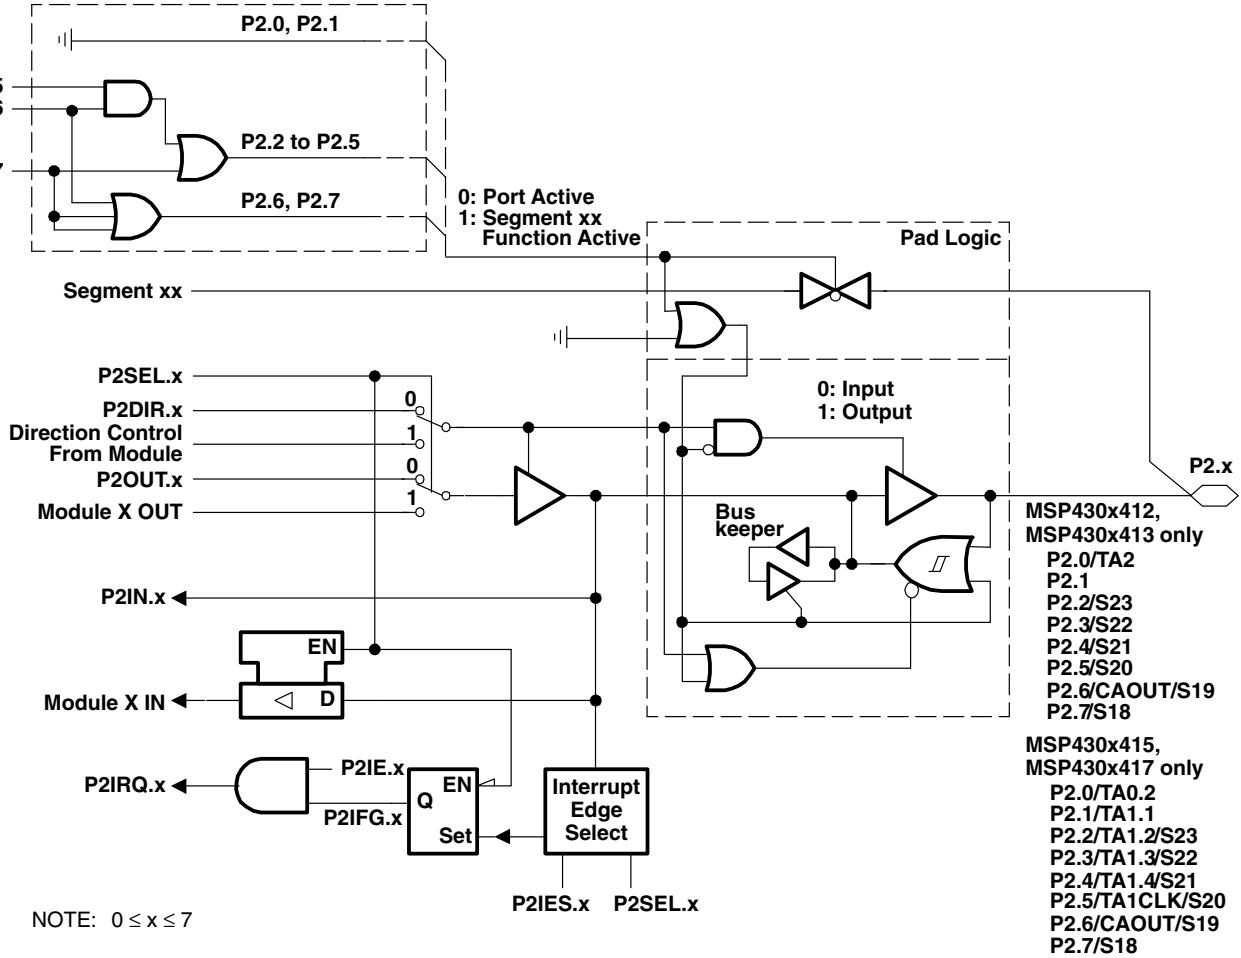 P2.0, P2.1
5
6
P2.2 to P2.5
7
P2.6, P2.7
0: Port Active
1: Segment xx
Function Active
Pad Logic
Segment xx
P2SEL.x
0
P2DIR.x
1
Direction Control
From Module
0
P2OUT.x
1
Module X OUT
0: Input
1: Output
P2.x
Bus
keeper
P2IN.x
EN
D
Module X IN
P2IE.x
P2IRQ.x
P2IFG.x
EN
Q
Set
Interrupt
Edge
Select
P2IES.x P2SEL.x
MSP430x412,
MSP430x413 only
P2.0/TA2
P2.1
P2.2/S23
P2.3/S22
P2.4/S21
P2.5/S20
P2.6/CAOUT/S19
P2.7/S18
MSP430x415,
MSP430x417 only
P2.0/TA0.2
P2.1/TA1.1
P2.2/TA1.2/S23
P2.3/TA1.3/S22
P2.4/TA1.4/S21
P2.5/TA1CLK/S20
P2.6/CAOUT/S19
P2.7/S18
NOTE: 0 ≤ x ≤ 7